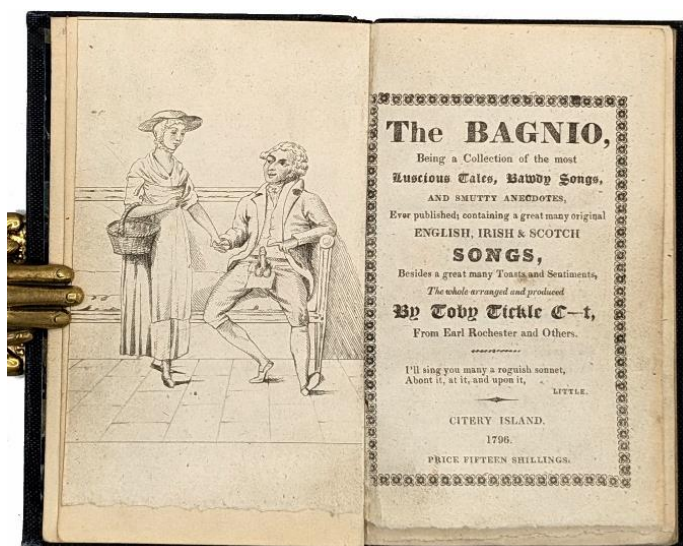 The BAGNIO,
Being a Collection of the most
Luscious Tales, Bawdy Songs,
AND SMUTTY ANECDOTES,
Ever published; containing a great many original
ENGLISH, IRISH & SCOTCH
SONGS,
Besides a great many Toasts and Sentiments,
The whole arranged and produced
By Toby Tickle C—t,
From Earl Rochester and Others.
I'll sing you many a roguish sonnet,
Abont it, at it, and upon it,
LITTLE.
CITERY ISLAND.
1796.
PRICE FIFTEEN SHILLINGS.